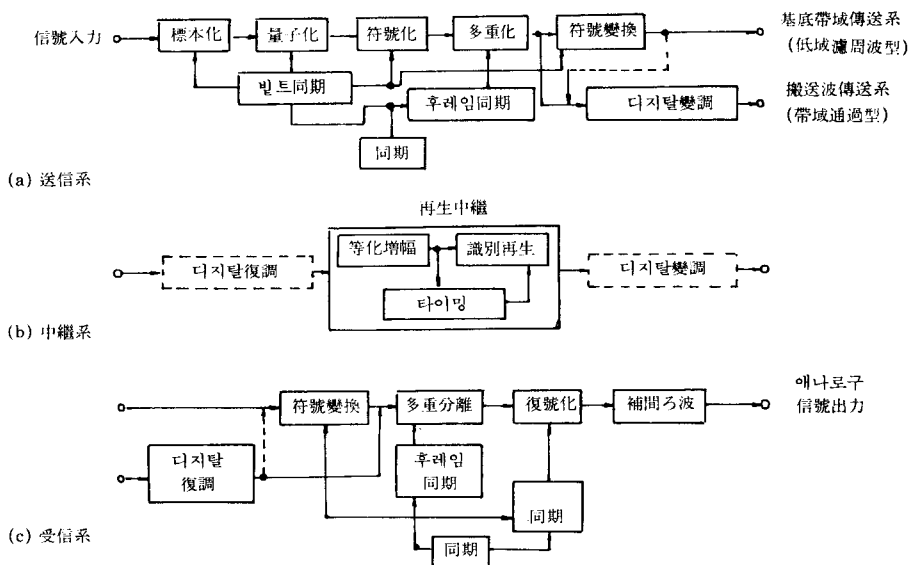 信號入力
標本化
量子化
符號化
多重化
符號變換
基底帶域傳送系
(低域濾周波型)
빝트同期
후레임同期
디지탈變調
搬送波傳送系
(帶域通過型)
同期
(a) 送信系
再生中繼
디지탈復調
等化増幅
識別再生
타이밍
디지탈變調
(b) 中繼系
애나로구
信號出力
符號變換
多重分離
復號化
補間ろ波
디지탈
復調
후레임
同期
同期
同期
(c) 受信系